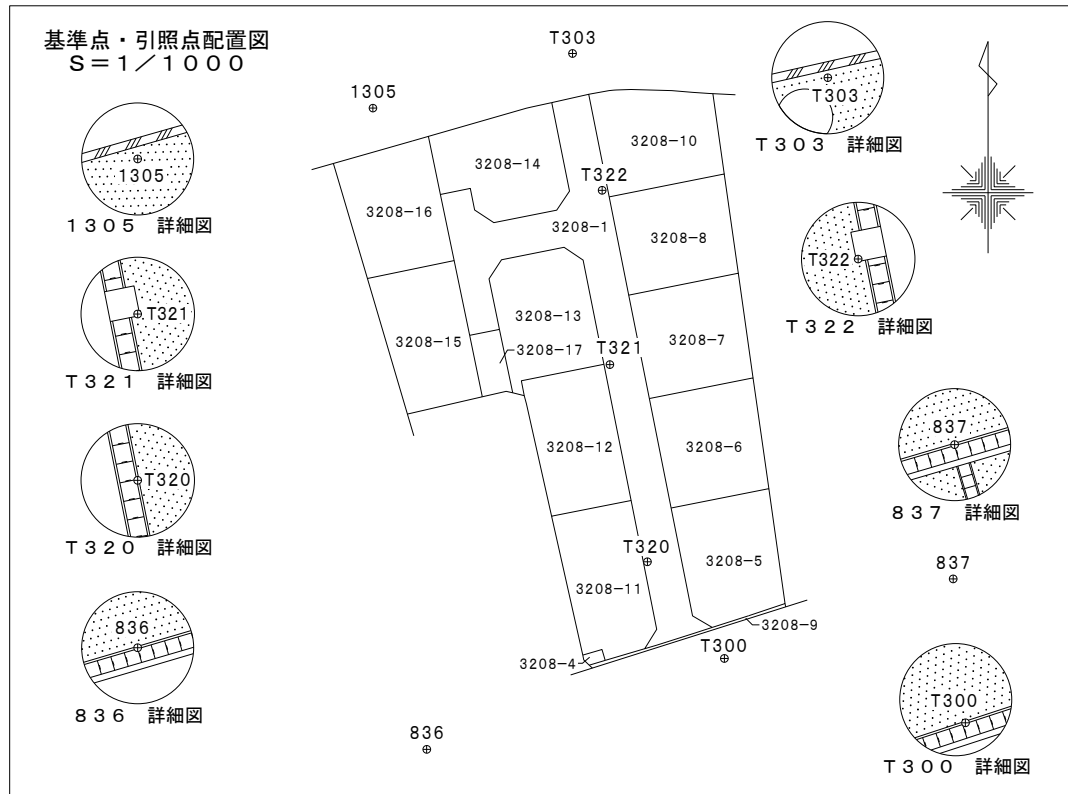 基準点・引照点配置図
S=1/1000
T303
1305
T303
T303 詳細図
1305
1305 詳細図
3208-10
3208-14
T322
3208-16
3208-1
3208-8
T322
T322 詳細図
T321
T321 詳細図
3208-13
3208-15
3208-17
T321
3208-7
837
837 詳細図
3208-12
3208-6
T320
T320 詳細図
T320
3208-5
3208-11
837
836
836 詳細図
3208-9
3208-4
T300
T300
T300 詳細図
836